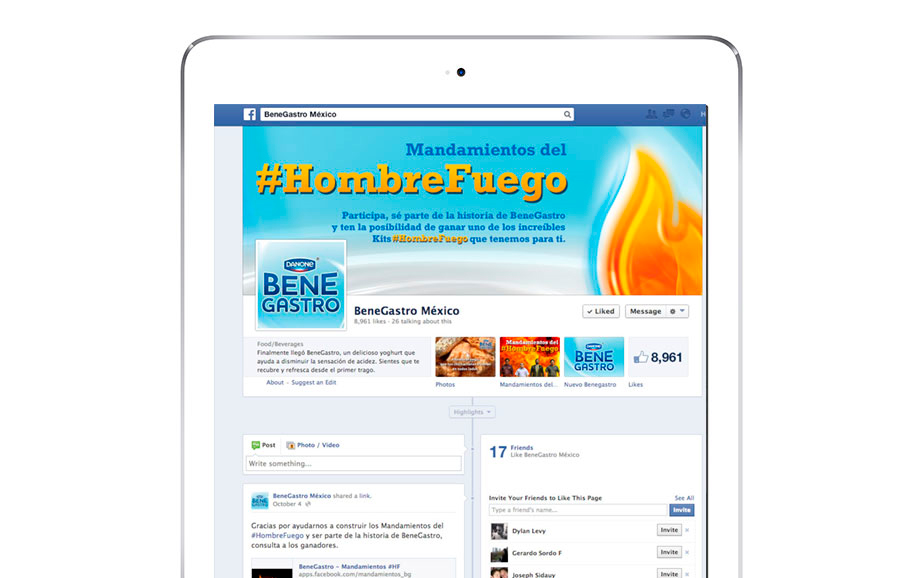 BeneGastro México
H
Mandamientos del
#HombreFuego
Participa, sé parte de la historia de BeneGastro
y ten la posibilidad de ganar uno de los increíbles
Kits #HombreFuego que tenemos para ti.
DANONE
BENE
GASTRO
BeneGastro México
8,961 likes · 26 talking about this
Liked
Message
Food/Beverages
Finalmente llegó BeneGastro, un delicioso yoghurt que
ayuda a disminuir la sensación de acidez. Sientes que te
recubre y refresca desde el primer trago.
About - Suggest an Edit
Photos
Mandamientos del
#HombreFuego
Mandamientos del...
DANONE
BENE
GASTRO
Nuevo Benegastro
8,961
Likes
Highlights
Post
Photo / Video
Write something...
BeneGastro México shared a link.
October 4
Gracias por ayudarnos a construir los Mandamientos del
#HombreFuego y ser parte de la historia de BeneGastro,
consulta a los ganadores.
BeneGastro – Mandamientos #HF
apps.facebook.com/mandamientos_bg
17 Friends
Like BeneGastro México
Invite Your Friends to Like This Page
See All
Type a friend's name...
Invite
Dylan Levy
Invite
Gerardo Sordo F
Invite
Joseph Sidauy
Invite